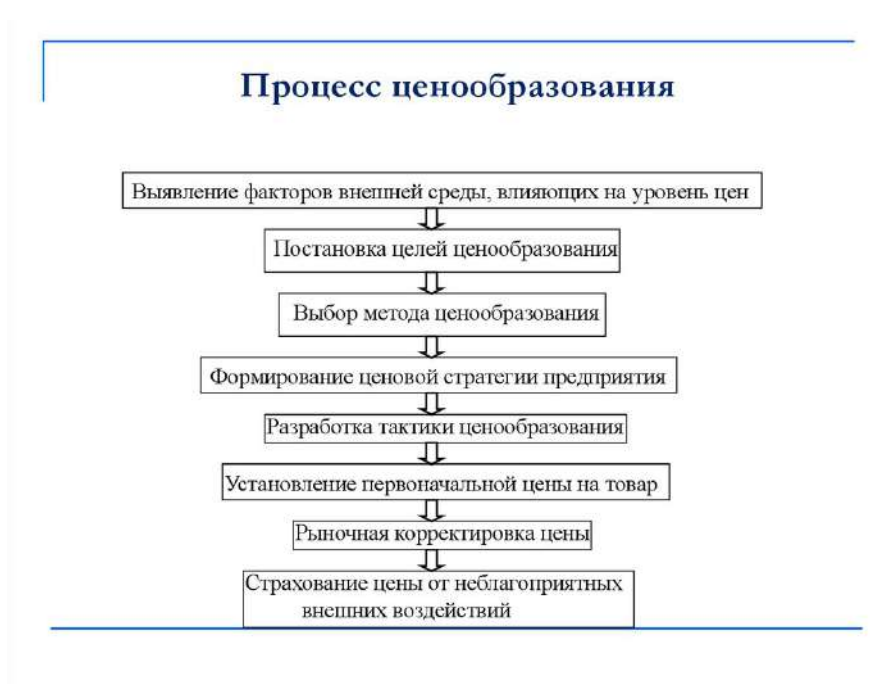 Процесс ценообразования
Выявление факторов внешней среды, влияющих на уровень цен
Постановка целей ценообразования
Выбор метода ценообразования
Формирование ценовой стратегии предприятия
Разработка тактики ценообразования
Установление первоначальной цены на товар
Рыночная корректировка цены
Страхование цены от неблагоприятных
внешних воздействий